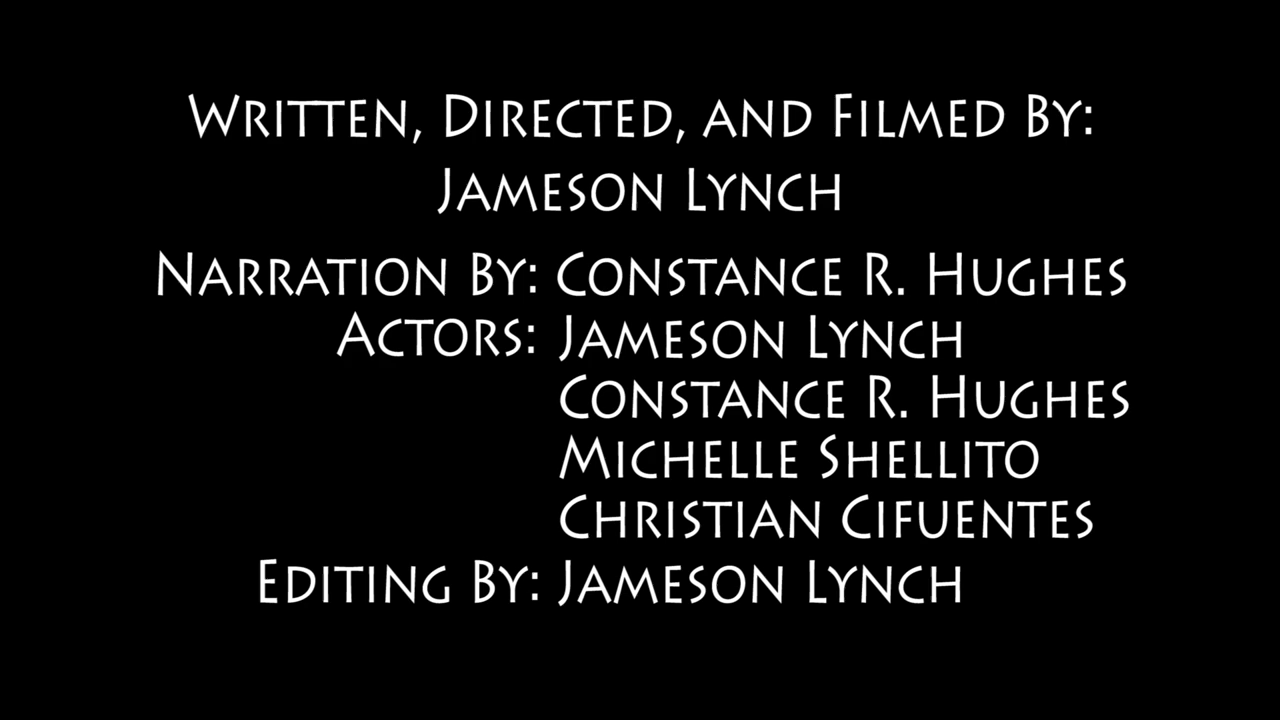 Written, Directed, and Filmed By:
Jameson Lynch
Narration By: Constance R. Hughes
Actors: Jameson Lynch
Constance R. Hughes
Michelle Shellito
Christian Cifuentes
Editing By: Jameson Lynch